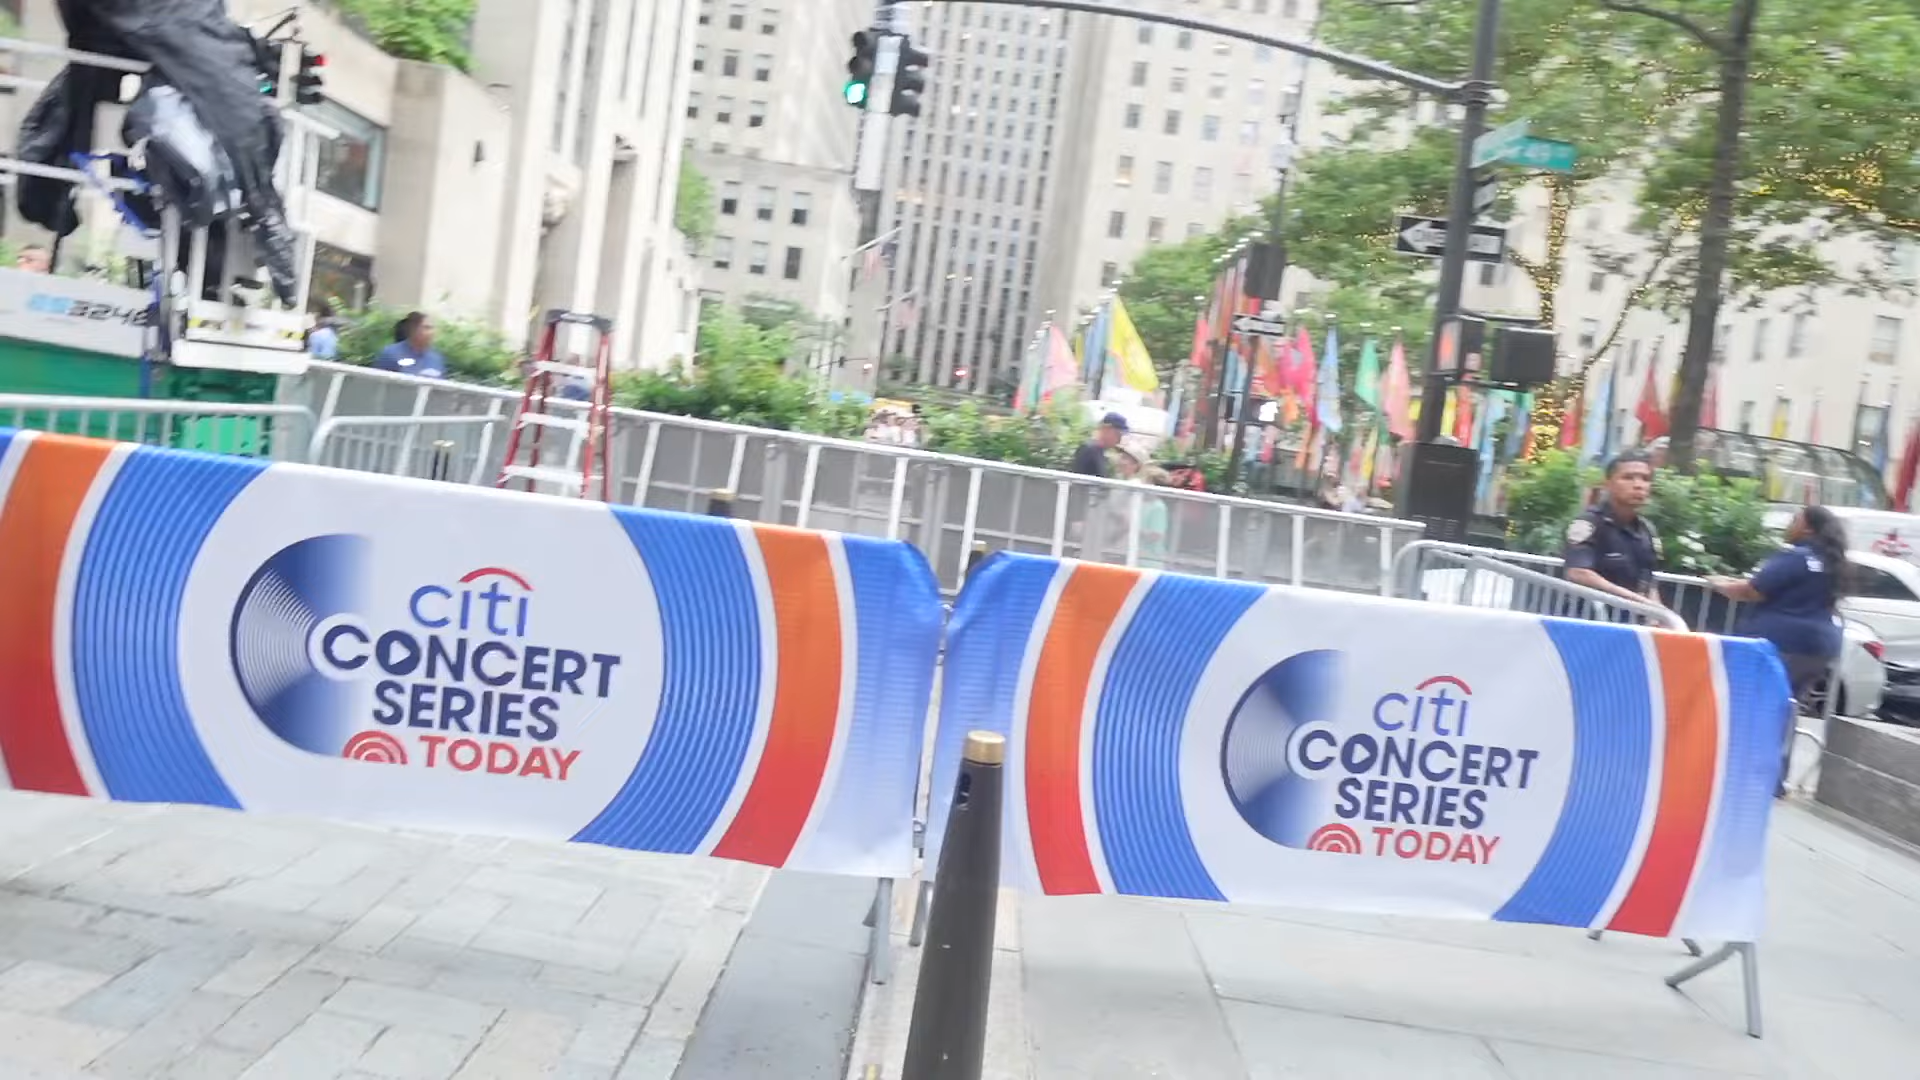 citi
CONCERT
SERIES
TODAY
citi
CONCERT
SERIES
TODAY